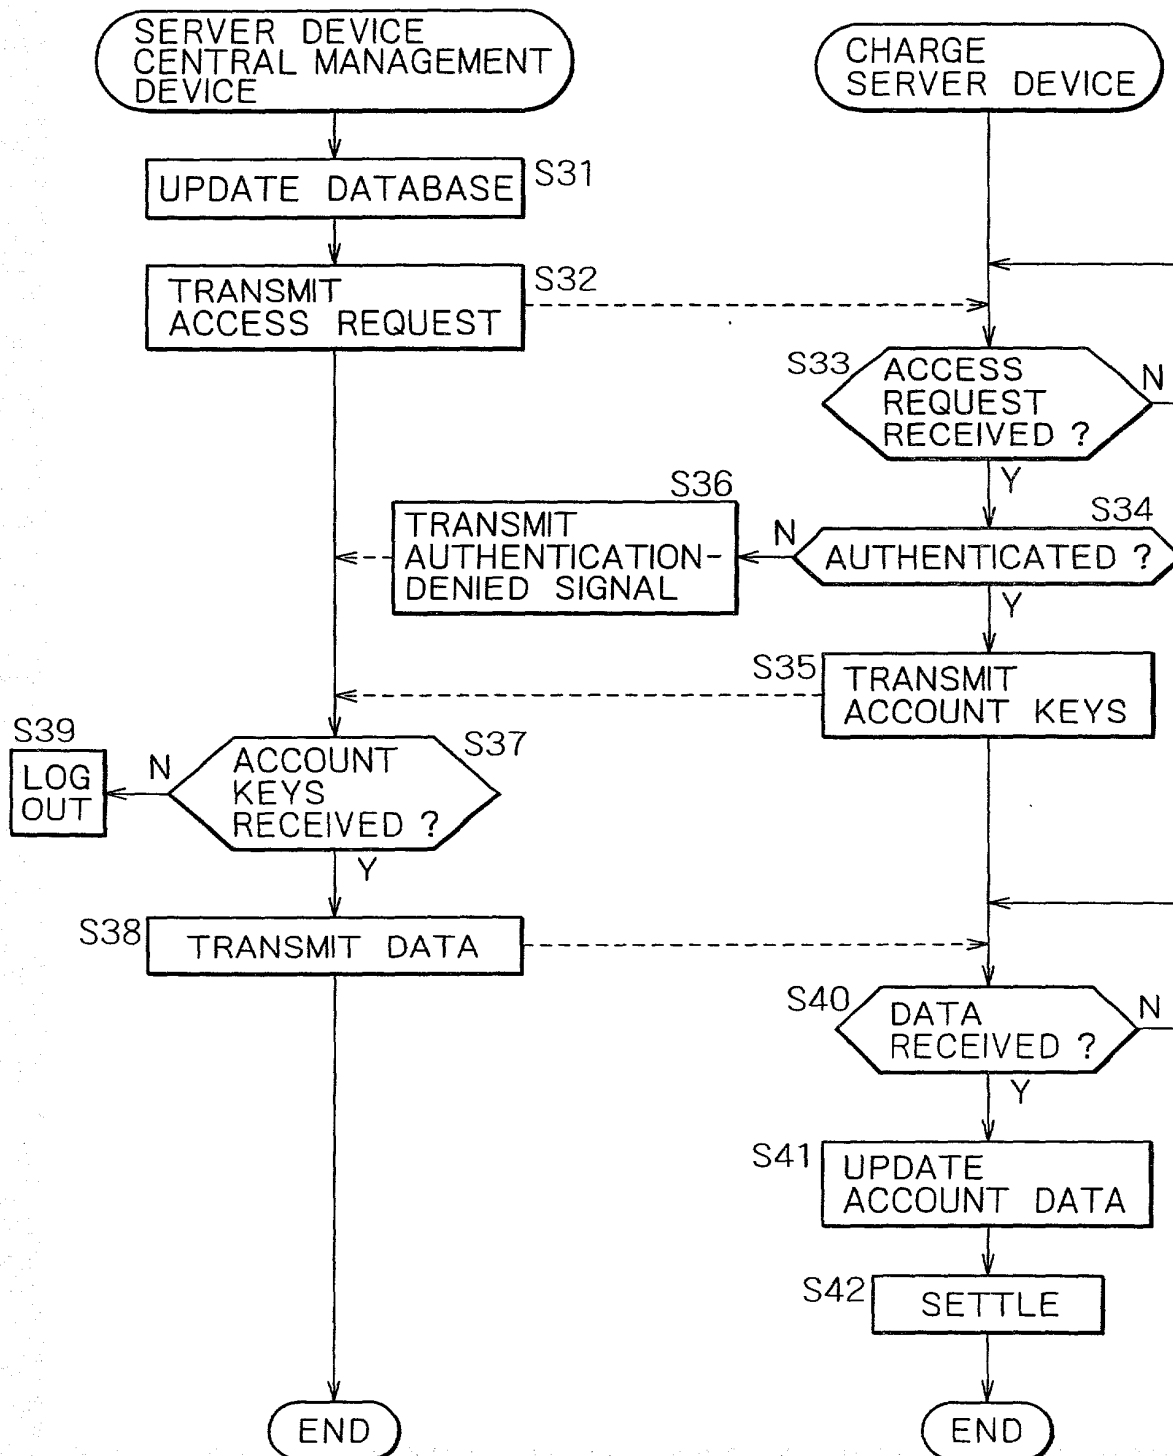 SERVER DEVICE
CENTRAL MANAGEMENT
DEVICE
CHARGE
SERVER DEVICE
UPDATE DATABASE
S31
TRANSMIT
ACCESS REQUEST
S32
S33
ACCESS
REQUEST
RECEIVED ?
N
Y
S36
TRANSMIT
AUTHENTICATION-
DENIED SIGNAL
N
S34
AUTHENTICATED ?
Y
S35
TRANSMIT
ACCOUNT KEYS
S39
LOG
OUT
N
ACCOUNT
KEYS
RECEIVED ?
S37
Y
S38
TRANSMIT DATA
S40
DATA
RECEIVED ?
N
Y
S41
UPDATE
ACCOUNT DATA
S42
SETTLE
END
END